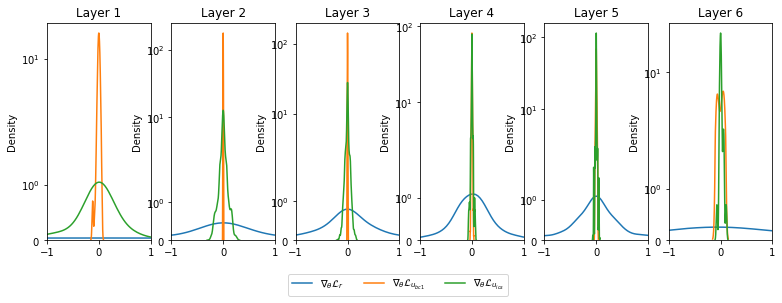 Layer 1 Layer 2 Layer 3 Layer 4 Layer 5 Layer 6
Density Density Density Density Density Density
10¹ 10² 10² 10² 10² 10¹
10⁰ 10¹ 10¹ 10¹ 10¹ 10⁰
0 10⁰ 10⁰ 10⁰ 10⁰ 0
0 0 0 0
−1 0 1 −1 0 1 −1 0 1 −1 0 1 −1 0 1 −1 0 1
∇θℒr ∇θℒu_bc1 ∇θℒu_ics